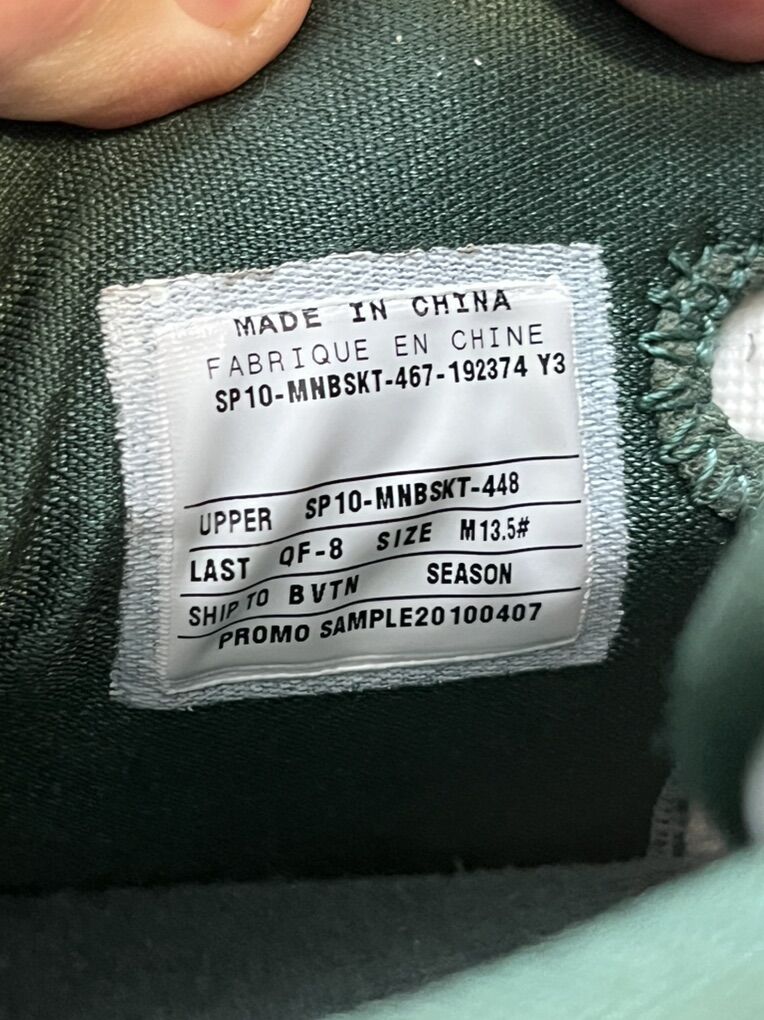 MADE IN CHINA
FABRIQUE EN CHINE
SP10-MNBSKT-467-192374 Y3
UPPER SP10-MNBSKT-448
LAST QF-8 SIZE M13.5#
SHIP TO BVTN SEASON
PROMO SAMPLE20100407